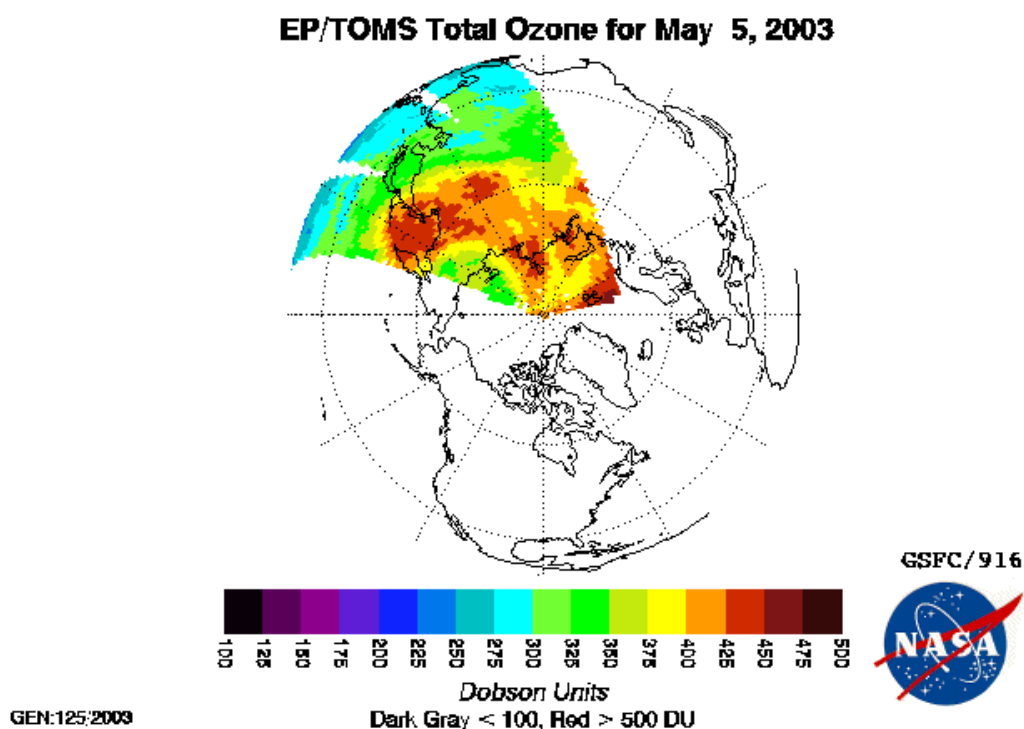 EP/TOMS Total Ozone for May 5, 2003
GSFC/916
NASA
100 125 150 175 200 225 250 275 300 325 350 375 400 425 450 475 500
Dobson Units
Dark Gray < 100, Red > 500 DU
GEN:125/2003